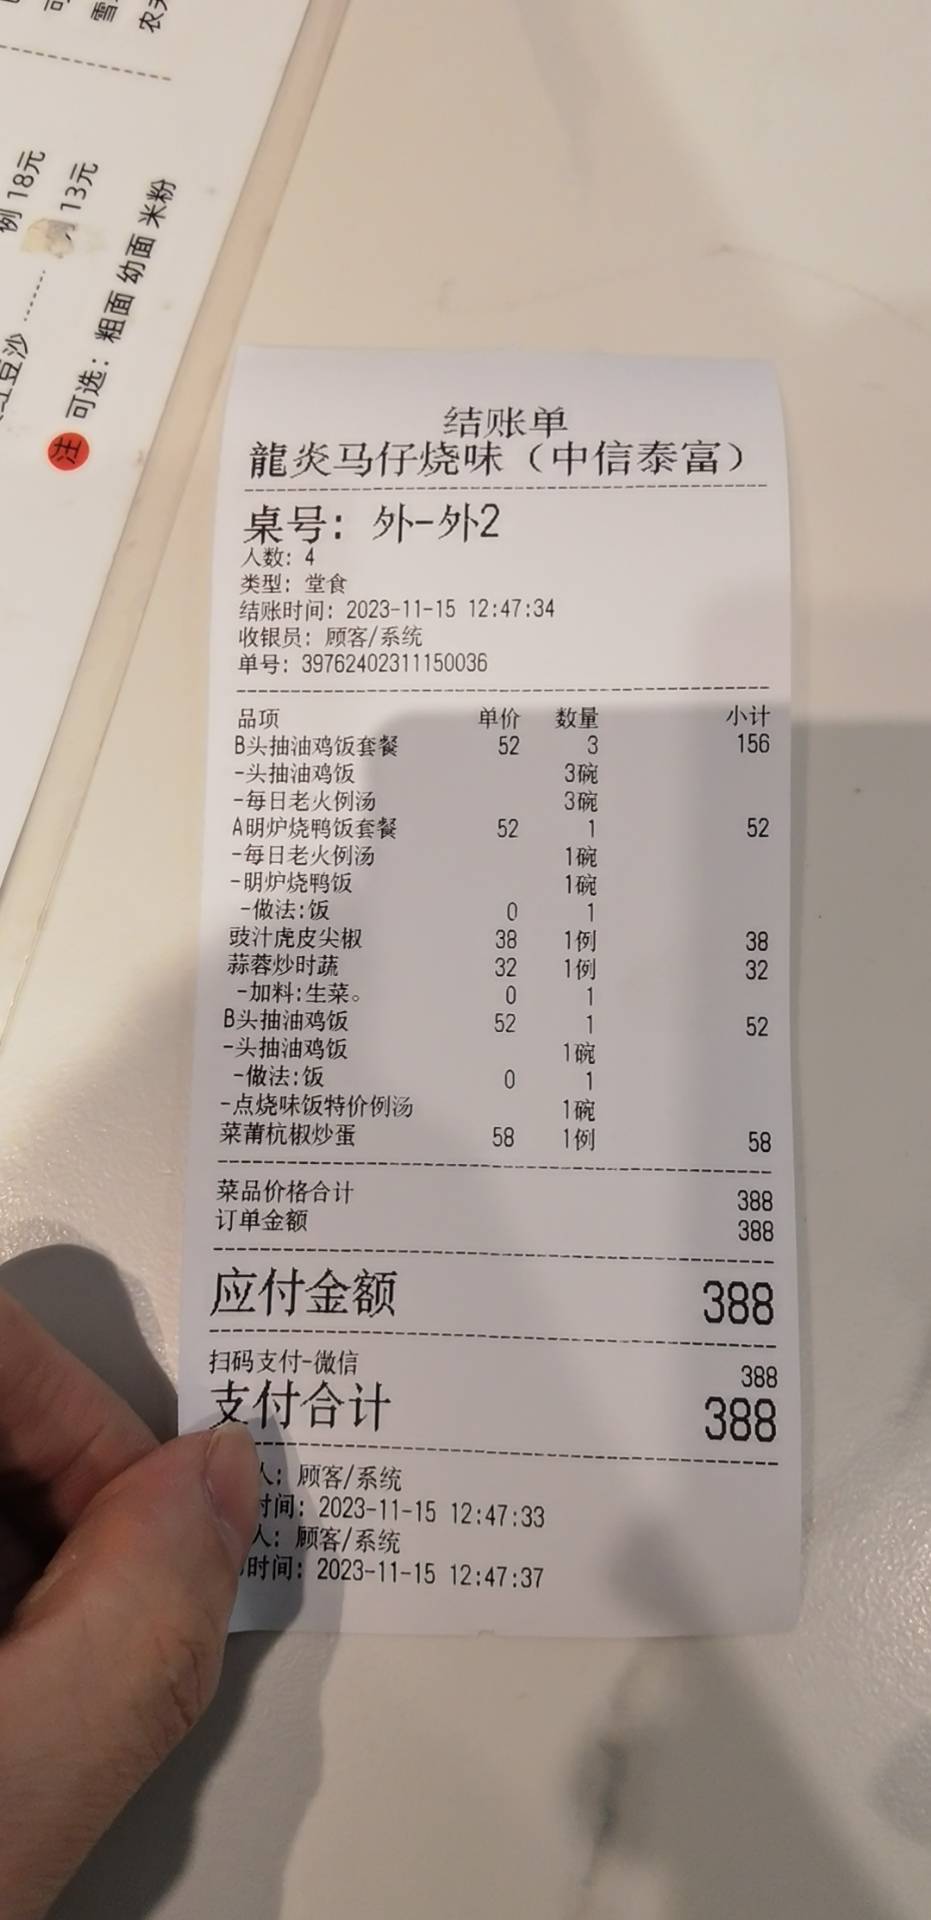 雪
农夫
例 18元
13元
豆沙
注 可选：粗面 幼面 米粉
结账单
龍炎马仔烧味（中信泰富）
桌号：外-外2
人数：4
类型：堂食
结账时间：2023-11-15 12:47:34
收银员：顾客/系统
单号：39762402311150036
品项 单价 数量 小计
B头抽油鸡饭套餐 52 3 156
-头抽油鸡饭 3碗
-每日老火例汤 3碗
A明炉烧鸭饭套餐 52 1 52
-每日老火例汤 1碗
-明炉烧鸭饭 1碗
-做法:饭 0 1
豉汁虎皮尖椒 38 1例 38
蒜蓉炒时蔬 32 1例 32
-加料:生菜。 0 1
B头抽油鸡饭 52 1 52
-头抽油鸡饭 1碗
-做法:饭 0 1
-点烧味饭特价例汤 1碗
菜莆杭椒炒蛋 58 1例 58
菜品价格合计 388
订单金额 388
应付金额 388
扫码支付-微信 388
支付合计 388
人：顾客/系统
时间：2023-11-15 12:47:33
人：顾客/系统
时间：2023-11-15 12:47:37